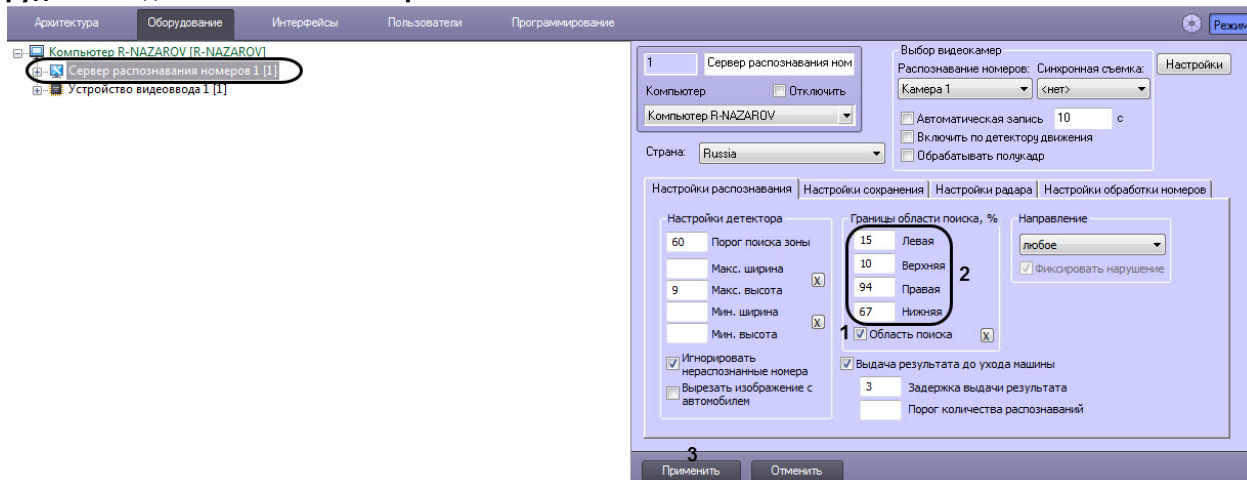 Архитектура Оборудование Интерфейсы Пользователи Программирование Режим
Компьютер R-NAZAROV [R-NAZAROV]
Сервер распознавания номеров 1 [1]
Устройство видеоввода 1 [1]
1 Сервер распознавания ном
Компьютер Отключить
Компьютер R-NAZAROV
Страна: Russia
Выбор видеокамер
Распознавание номеров: Синхронная съемка: Настройки
Камера 1 <нет>
Автоматическая запись 10 с
Включить по детектору движения
Обрабатывать полукадр
Настройки распознавания Настройки сохранения Настройки радара Настройки обработки номеров
Настройки детектора
60 Порог поиска зоны
Макс. ширина
X
9 Макс. высота
Мин. ширина
X
Мин. высота
Игнорировать
нераспознанные номера
Вырезать изображение с
автомобилем
Границы области поиска, %
15 Левая
10 Верхняя
2
94 Правая
67 Нижняя
1 Область поиска X
Направление
любое
Фиксировать нарушение
Выдача результата до ухода машины
3 Задержка выдачи результата
Порог количества распознаваний
3
Применить Отменить